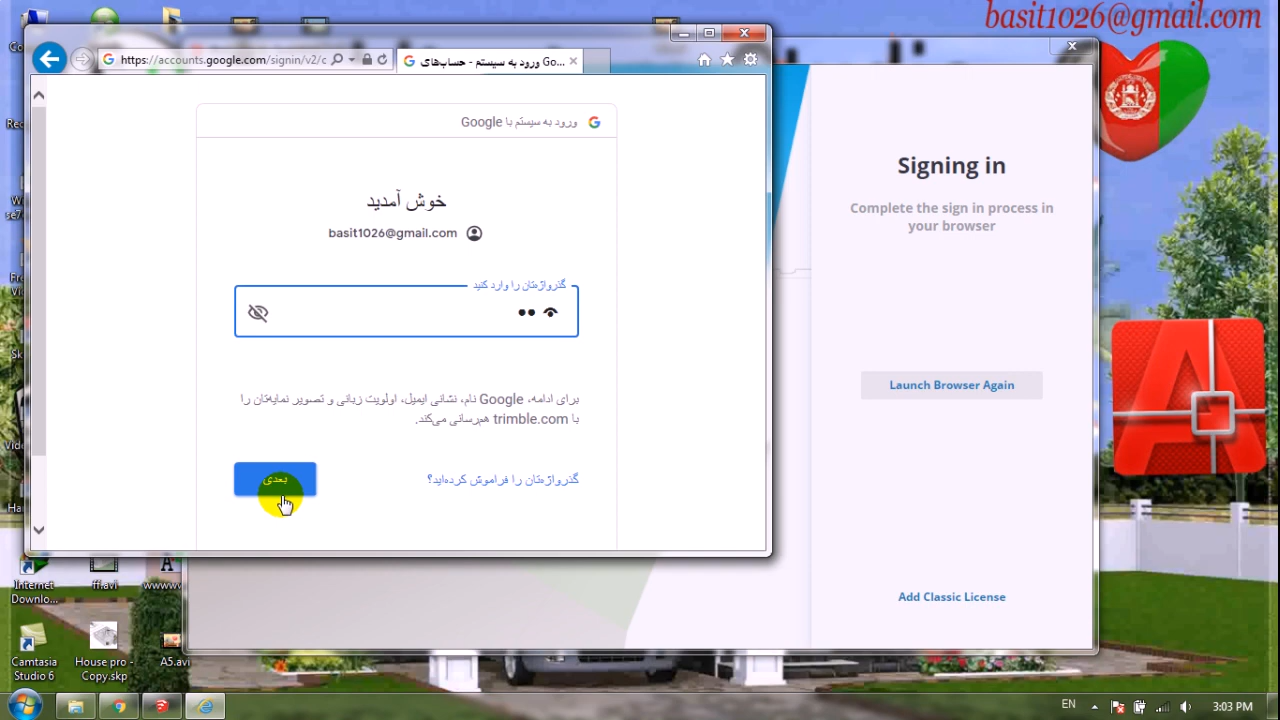 basit1026@gmail.com
https://accounts.google.com/signin/v2/c
ورود به سیستم - حساب‌های Go...
ورود به سیستم با Google
خوش آمدید
basit1026@gmail.com
گذرواژه‌تان را وارد کنید
برای ادامه، Google نام، نشانی ایمیل، اولویت زبانی و تصویر نمایه‌تان را
با trimble.com هم‌رسانی می‌کند.
گذرواژه‌تان را فراموش کرده‌اید؟
بعدی
Signing in
Complete the sign in process in
your browser
Launch Browser Again
Add Classic License
Internet
Downlo...
ff.avi
Camtasia
Studio 6
House pro -
Copy.skp
A5.avi
EN
3:03 PM